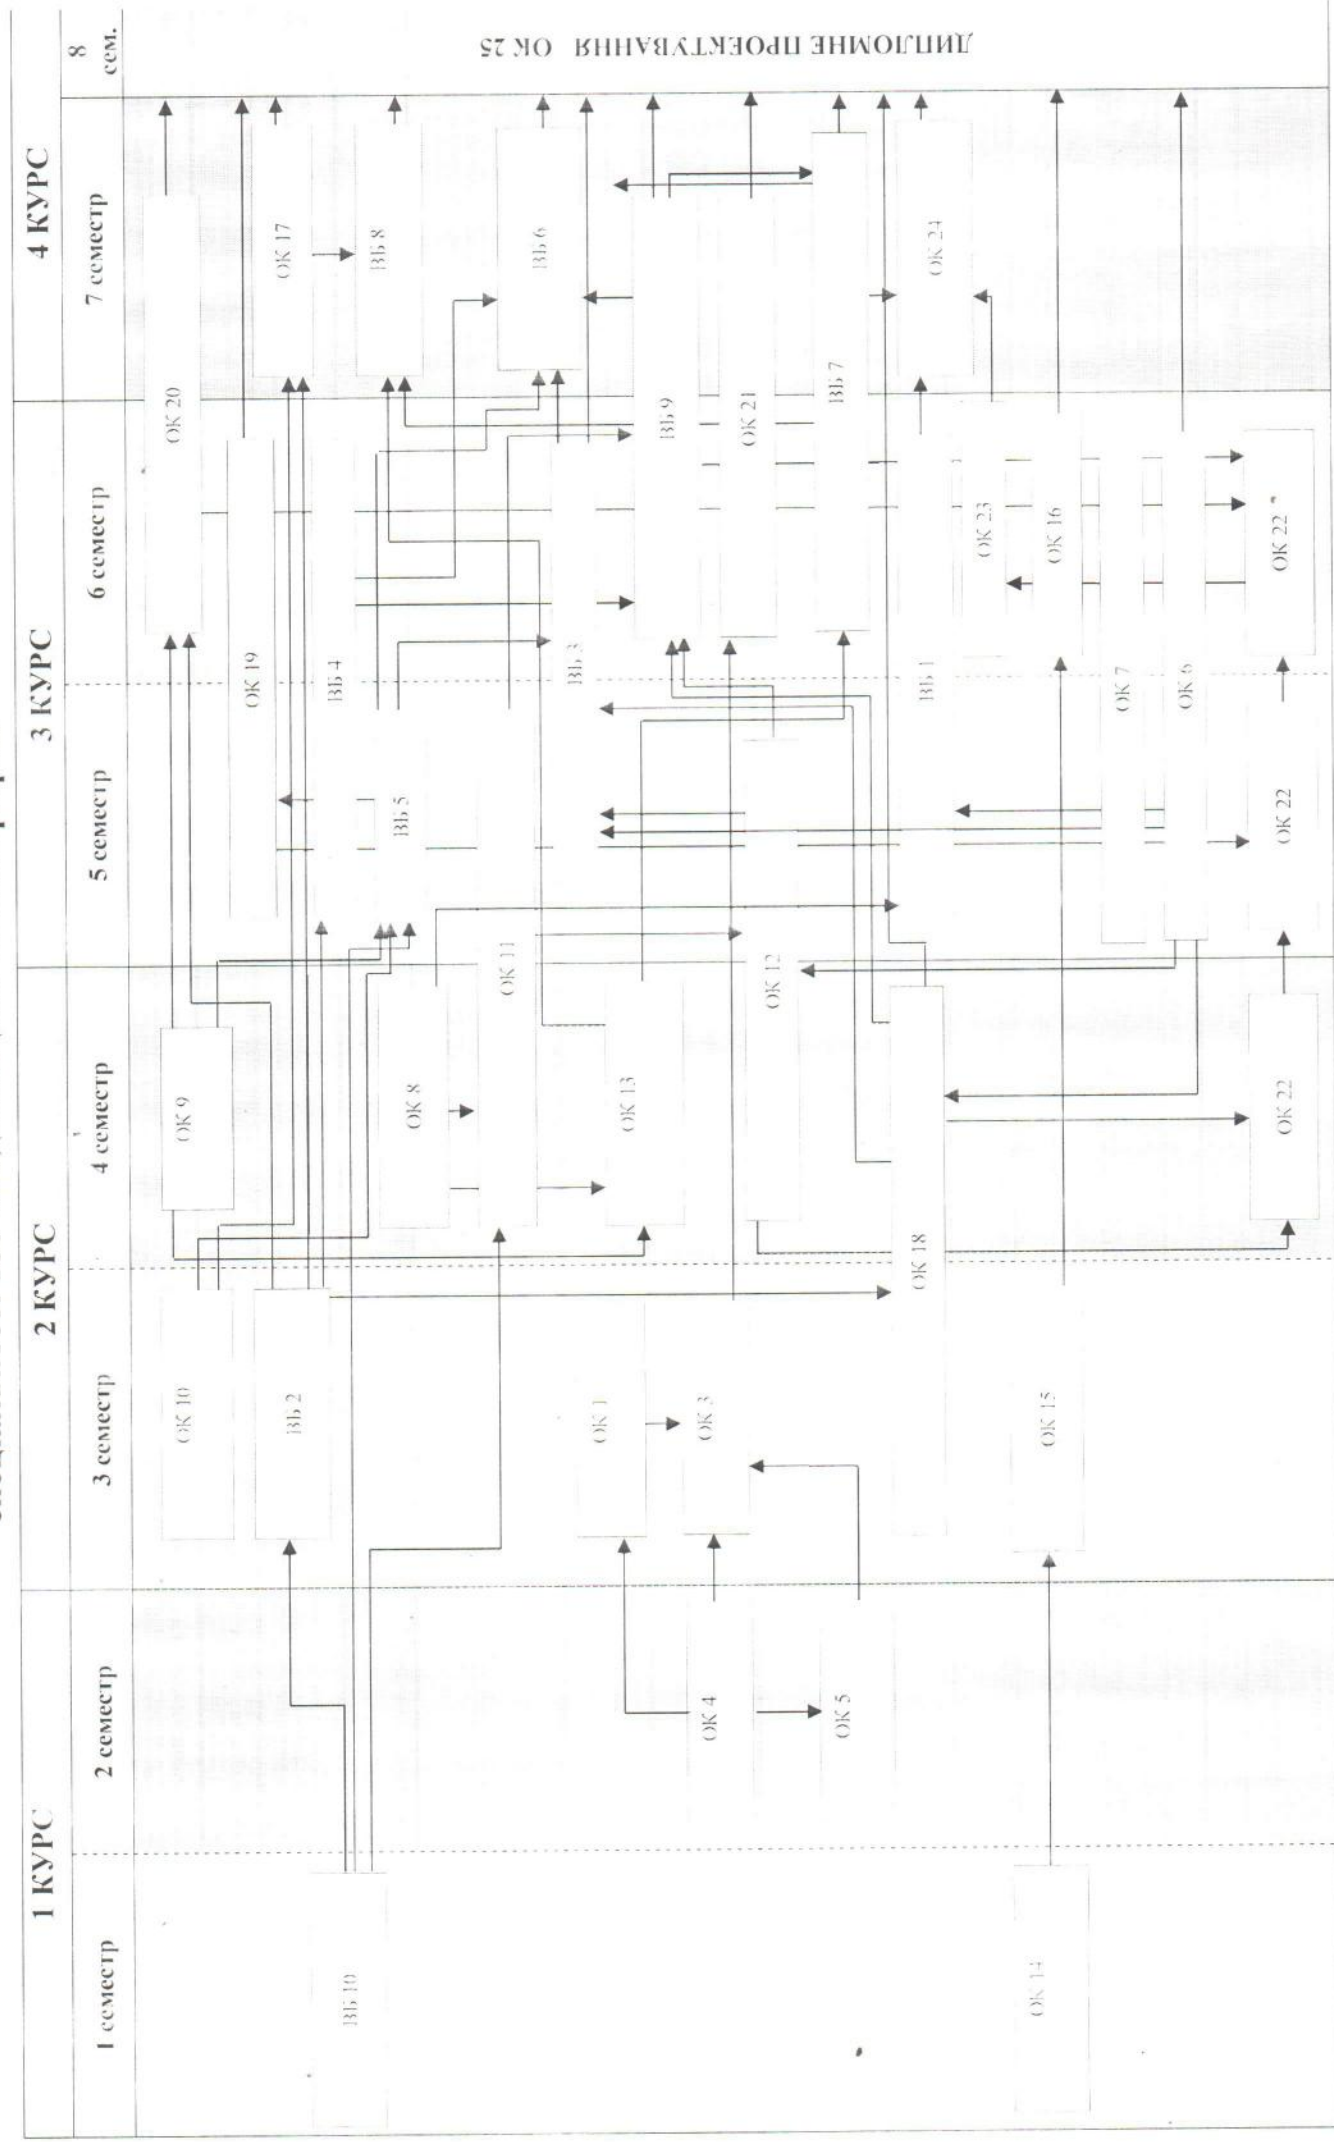 1 КУРС
2 КУРС
3 КУРС
4 КУРС
1 семестр
2 семестр
3 семестр
4 семестр
5 семестр
6 семестр
7 семестр
8
сем.
ОК 20
ОК 9
ОК 10
ОК 19
ОК 17
ВБ 2
ВБ 4
ВБ 10
ВБ 8
ВБ 5
ОК 8
ОК 11
ВБ 6
ВБ 3
ОК 1
ОК 13
ВБ 9
ОК 3
ОК 4
ОК 21
ОК 12
ВБ 7
ОК 5
ОК 18
ВБ 1
ОК 24
ОК 23
ОК 14
ОК 15
ОК 16
ОК 7
ОК 6
ОК 22
ОК 22
ОК 22
ДИПЛОМНЕ ПРОЕКТУВАННЯ ОК 25